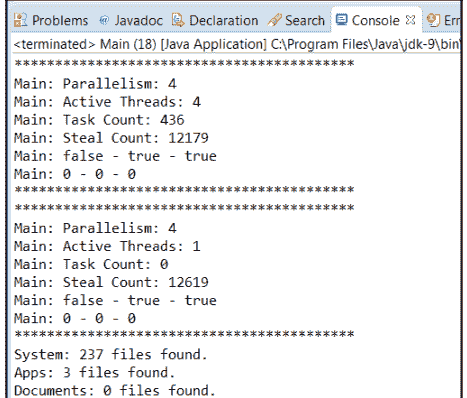 Problems @ Javadoc Declaration Search Console
<terminated> Main (18) [Java Application] C:\Program Files\Java\jdk-9\bin\
******************************************
Main: Parallelism: 4
Main: Active Threads: 4
Main: Task Count: 436
Main: Steal Count: 12179
Main: false - true - true
Main: 0 - 0 - 0
******************************************
******************************************
Main: Parallelism: 4
Main: Active Threads: 1
Main: Task Count: 0
Main: Steal Count: 12619
Main: false - true - true
Main: 0 - 0 - 0
******************************************
System: 237 files found.
Apps: 3 files found.
Documents: 0 files found.